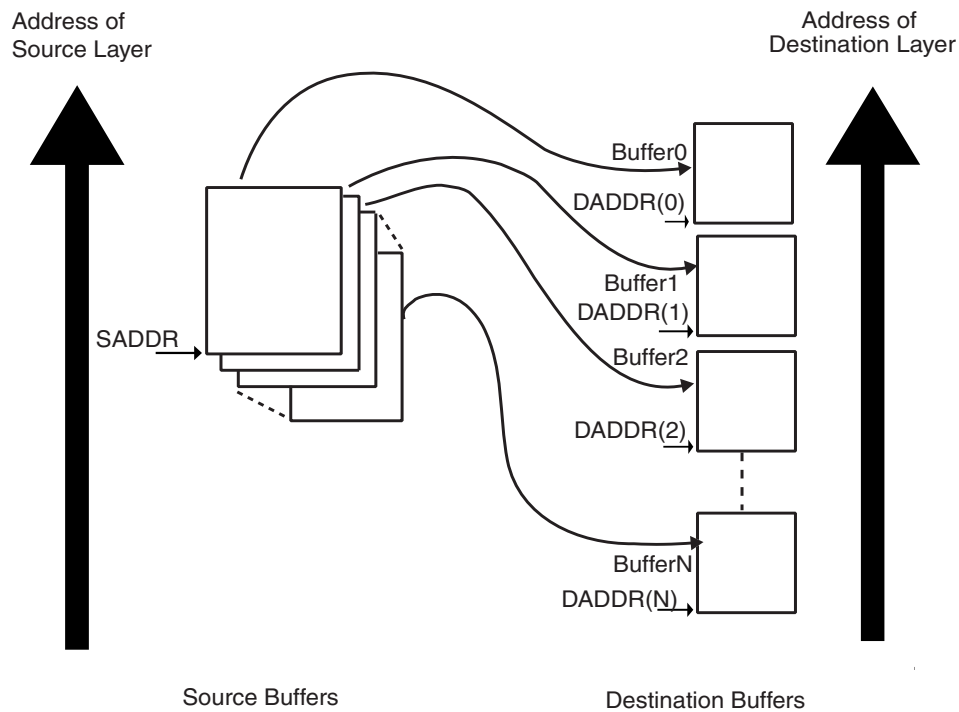 Address of
Source Layer
Address of
Destination Layer
Buffer0
DADDR(0)
Buffer1
DADDR(1)
SADDR
Buffer2
DADDR(2)
BufferN
DADDR(N)
Source Buffers
Destination Buffers